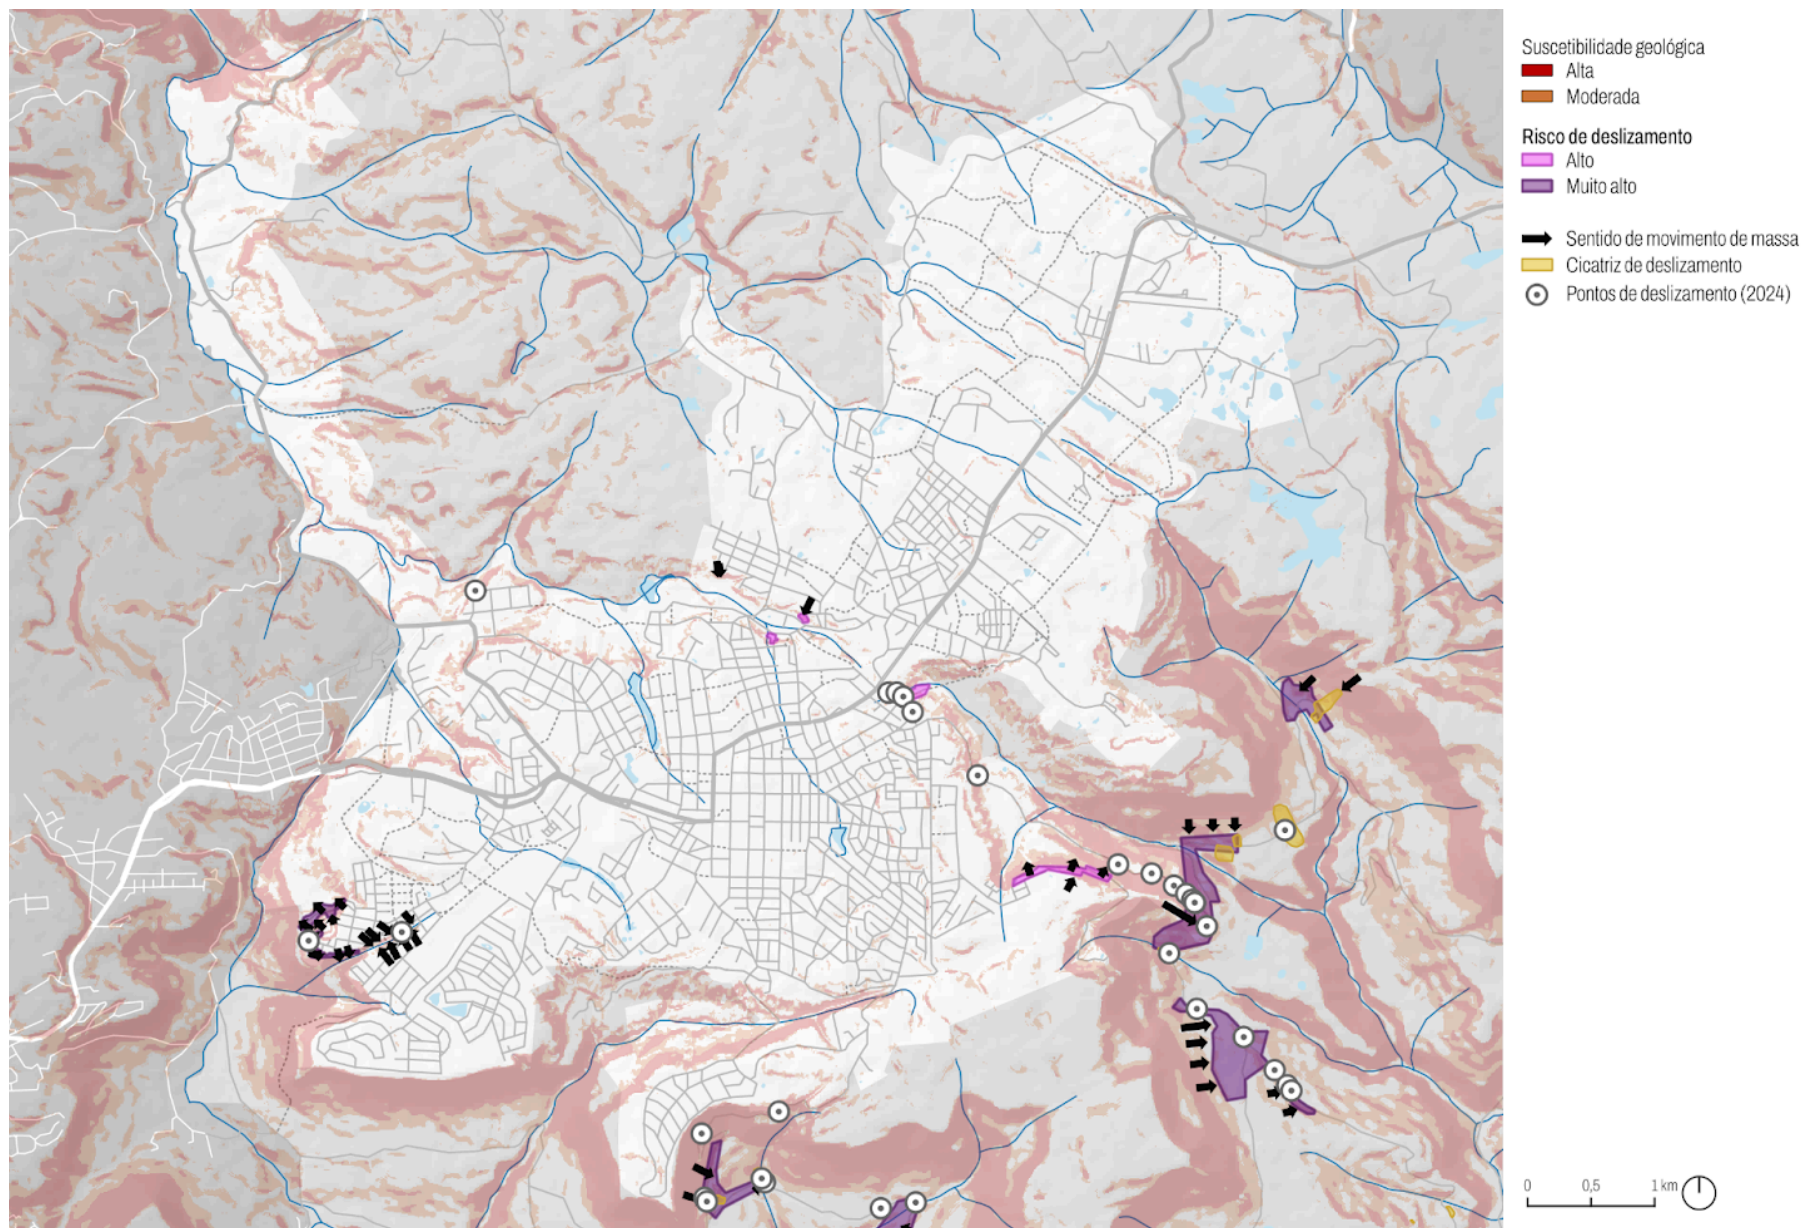 Suscetibilidade geológica
Alta
Moderada
Risco de deslizamento
Alto
Muito alto
Sentido de movimento de massa
Cicatriz de deslizamento
Pontos de deslizamento (2024)
0 0,5 1 km